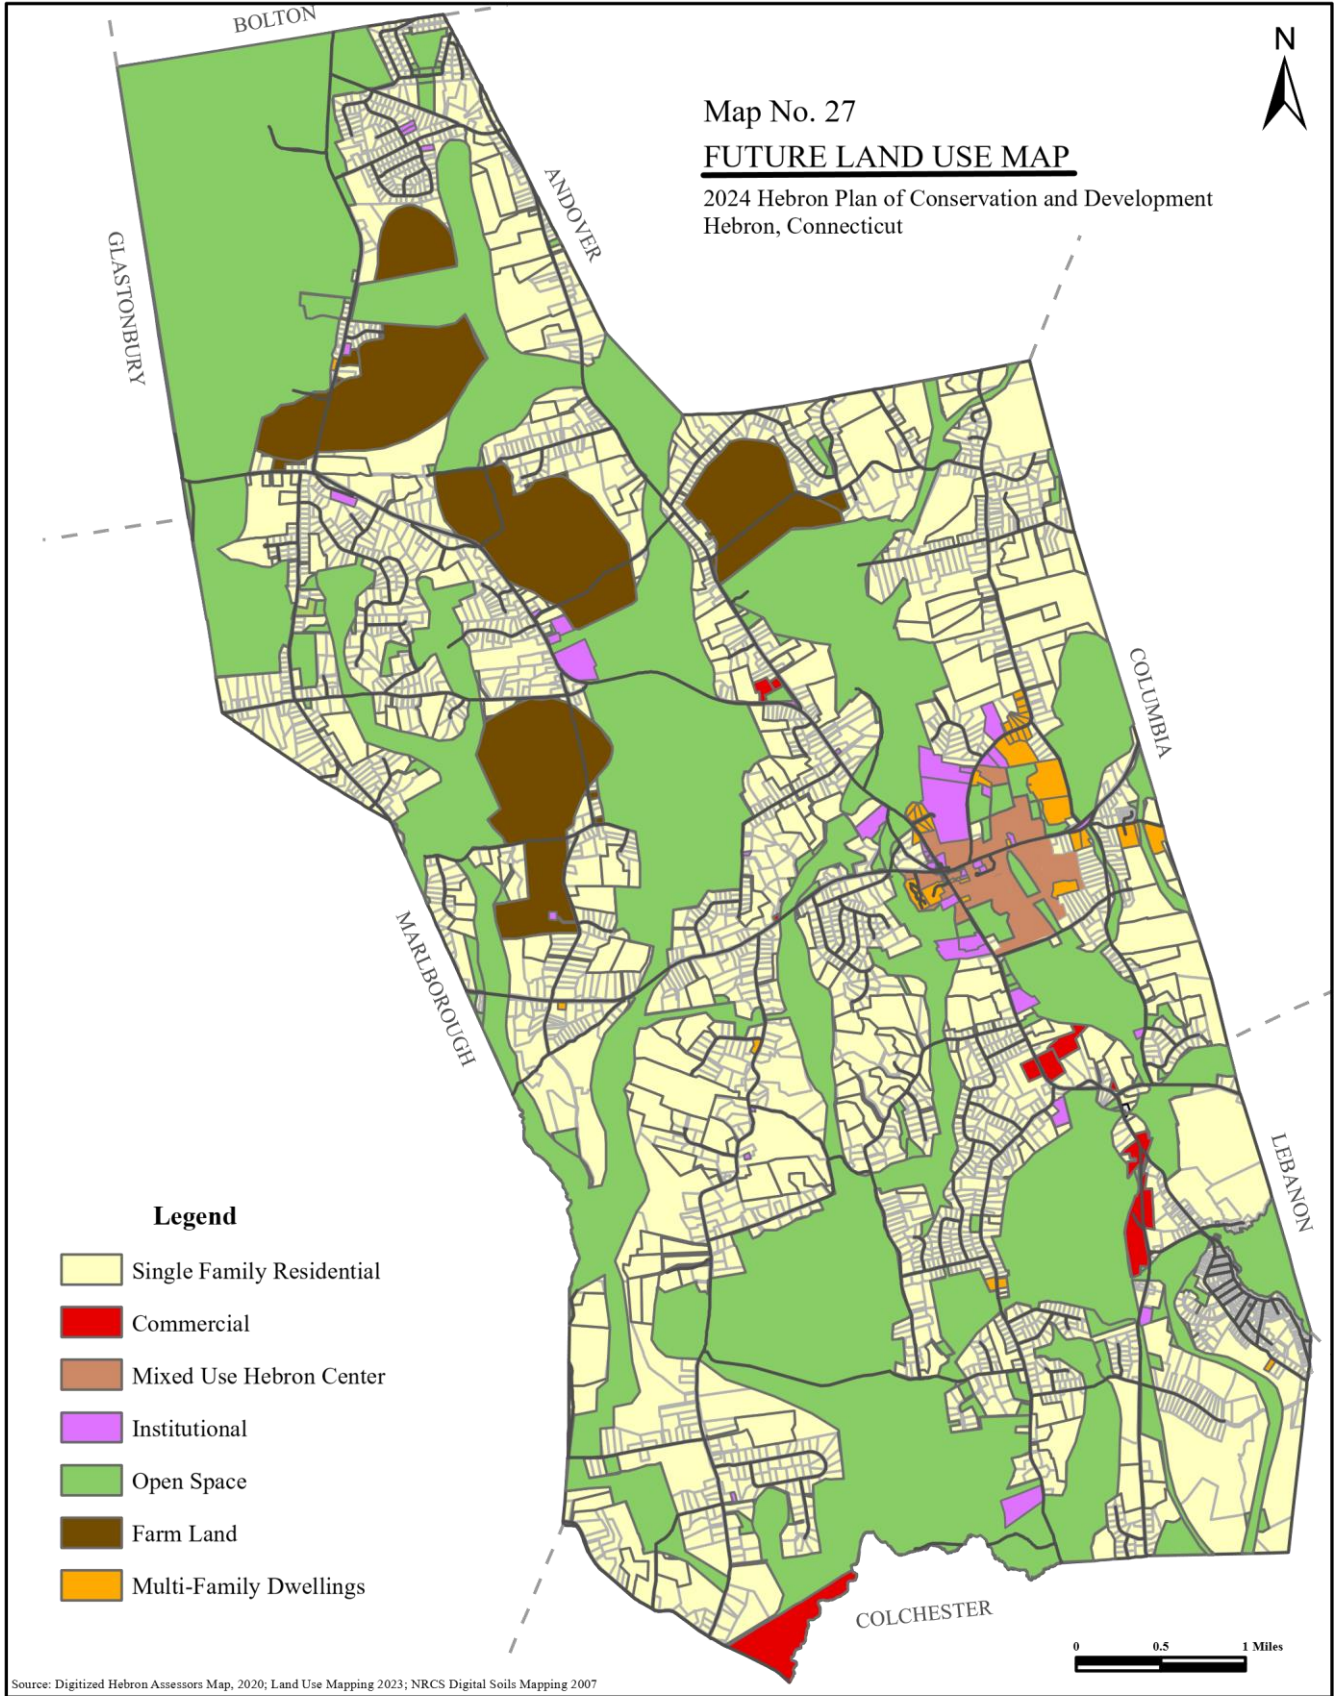 BOLTON
N
Map No. 27
FUTURE LAND USE MAP
2024 Hebron Plan of Conservation and Development
Hebron, Connecticut
ANDOVER
GLASTONBURY
COLUMBIA
MARLBOROUGH
LEBANON
Legend
Single Family Residential
Commercial
Mixed Use Hebron Center
Institutional
Open Space
Farm Land
Multi-Family Dwellings
COLCHESTER
0 0.5 1 Miles
Source: Digitized Hebron Assessors Map, 2020; Land Use Mapping 2023; NRCS Digital Soils Mapping 2007